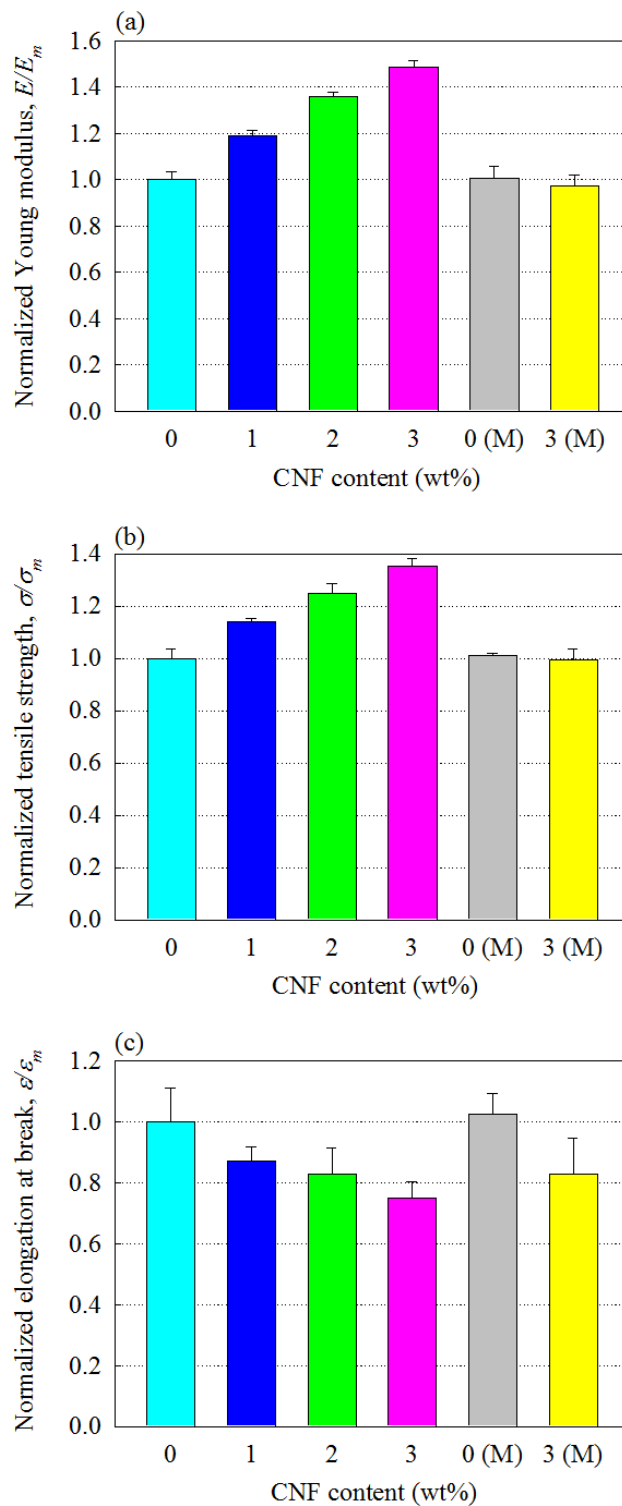 (a)
Normalized Young modulus, E/Eₘ
1.6
1.4
1.2
1.0
0.8
0.6
0.4
0.2
0.0
0 1 2 3 0 (M) 3 (M)
CNF content (wt%)
(b)
Normalized tensile strength, σ/σₘ
1.4
1.2
1.0
0.8
0.6
0.4
0.2
0.0
0 1 2 3 0 (M) 3 (M)
CNF content (wt%)
(c)
Normalized elongation at break, ε/εₘ
1.2
1.0
0.8
0.6
0.4
0.2
0.0
0 1 2 3 0 (M) 3 (M)
CNF content (wt%)